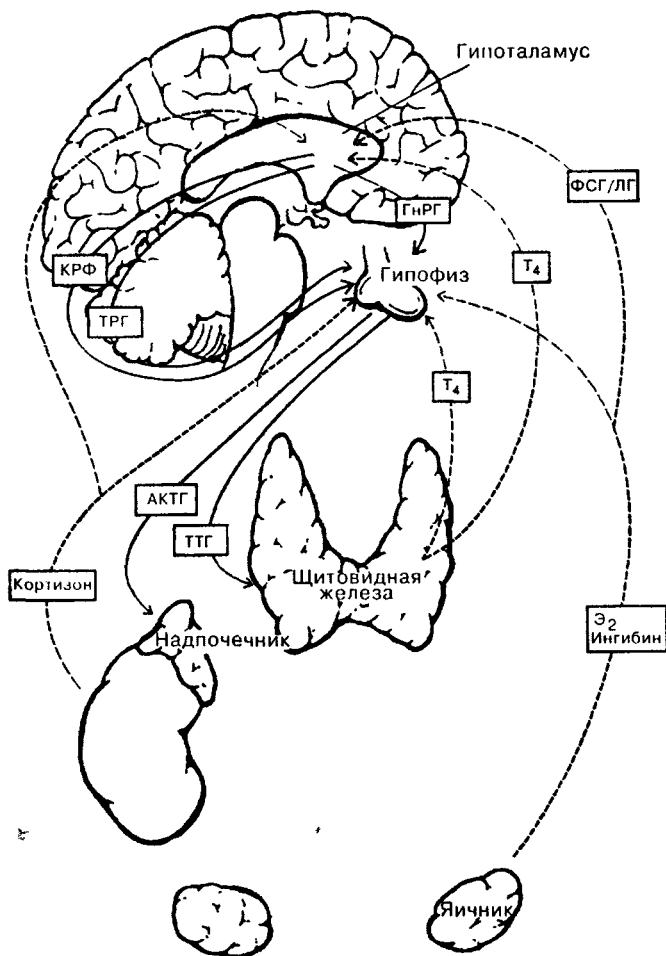 Гипоталамус
ФСГ/ЛГ
ГнРГ
КРФ
Гипофиз
Т4
ТРГ
Т4
АКТГ
ТТГ
Щитовидная
железа
Кортизон
Э2
Ингибин
Надпочечник
Яичник